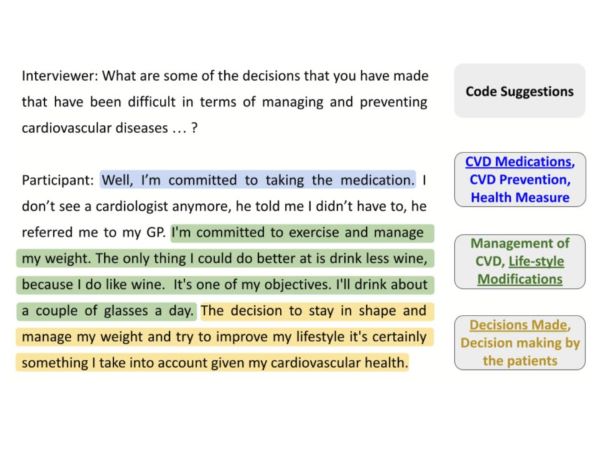 Interviewer: What are some of the decisions that you have made
that have been difficult in terms of managing and preventing
cardiovascular diseases … ?
Participant: Well, I’m committed to taking the medication. I
don’t see a cardiologist anymore, he told me I didn’t have to, he
referred me to my GP. I'm committed to exercise and manage
my weight. The only thing I could do better at is drink less wine,
because I do like wine. It's one of my objectives. I'll drink about
a couple of glasses a day. The decision to stay in shape and
manage my weight and try to improve my lifestyle it's certainly
something I take into account given my cardiovascular health.
Code Suggestions
CVD Medications,
CVD Prevention,
Health Measure
Management of
CVD, Life-style
Modifications
Decisions Made,
Decision making by
the patients